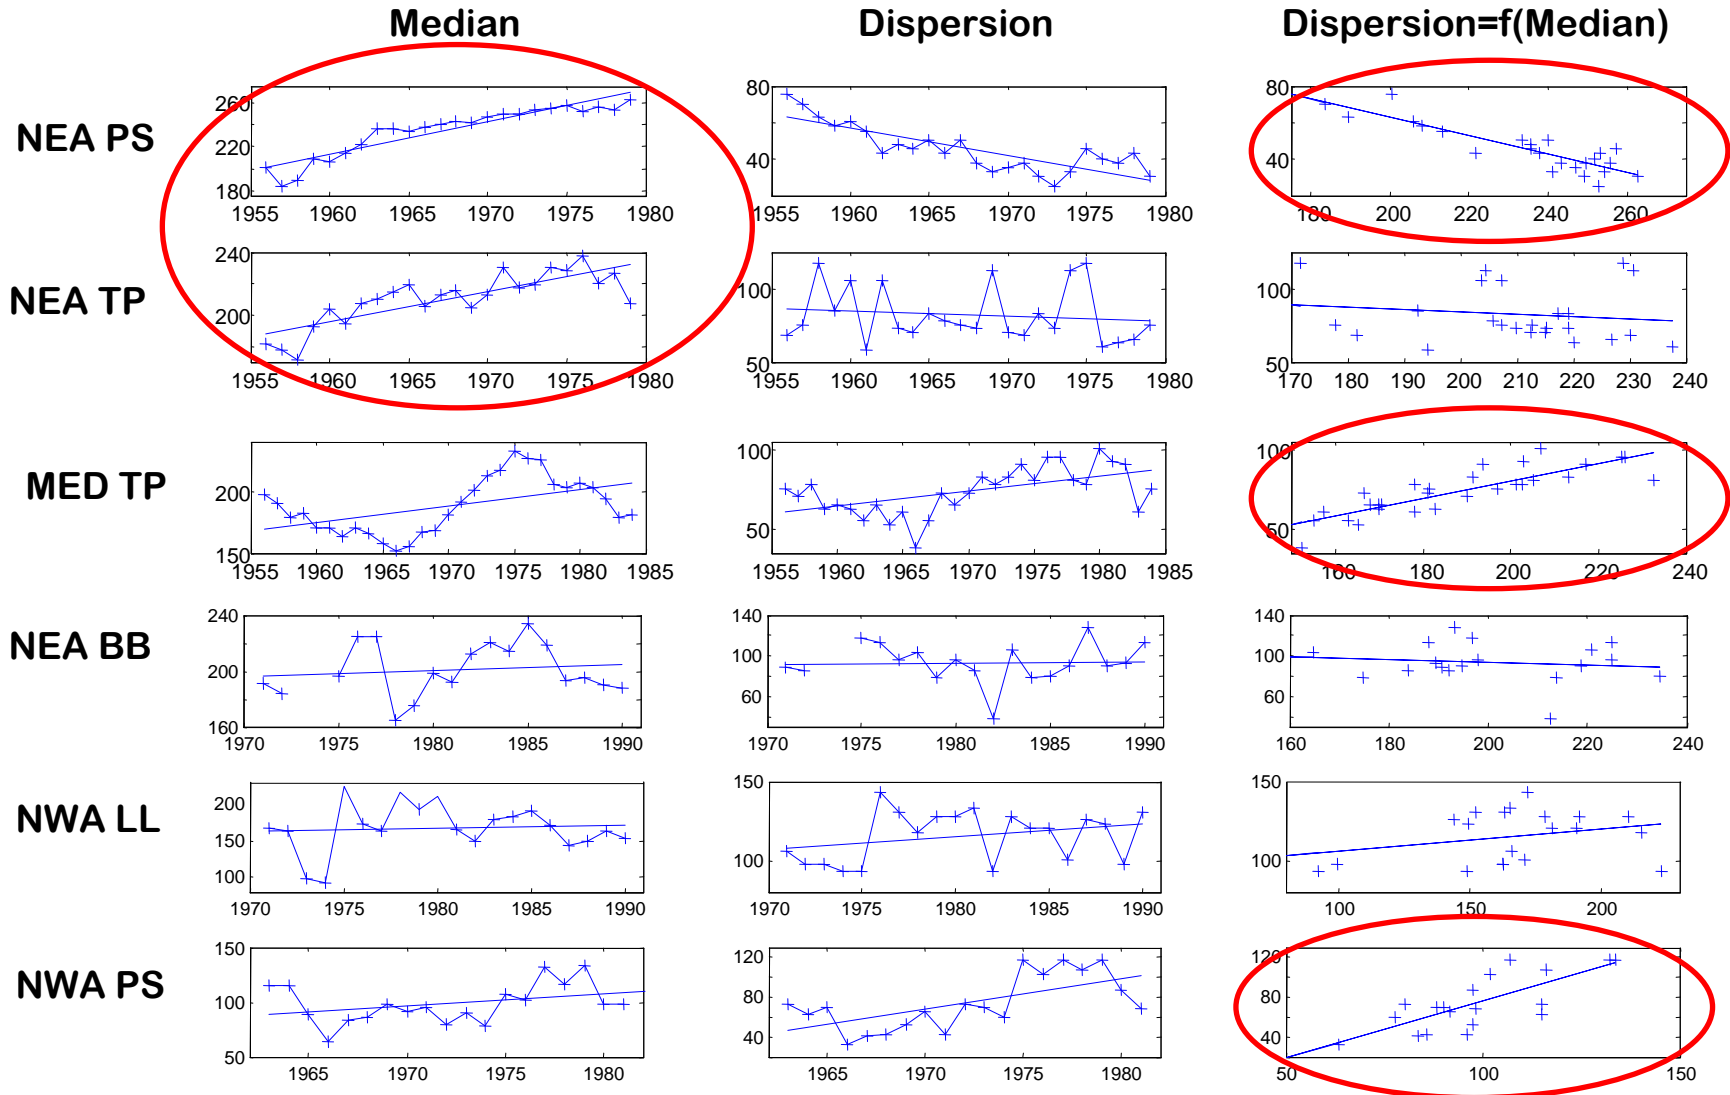 Median Dispersion Dispersion=f(Median)
NEA PS
260 220 180
1955 1960 1965 1970 1975 1980
80 40
1955 1960 1965 1970 1975 1980
80 40
180 200 220 240 260
NEA TP
240 200
1955 1960 1965 1970 1975 1980
100 50
1955 1960 1965 1970 1975 1980
100 50
170 180 190 200 210 220 230 240
MED TP
200 150
1955 1960 1965 1970 1975 1980 1985
100 50
1955 1960 1965 1970 1975 1980 1985
100 50
160 180 200 220 240
NEA BB
240 200 160
1970 1975 1980 1985 1990
140 100 60
1970 1975 1980 1985 1990
140 100 60
160 180 200 220 240
NWA LL
200 150 100
1970 1975 1980 1985 1990
150 100
1970 1975 1980 1985 1990
150 100
100 150 200
NWA PS
150 100 50
1965 1970 1975 1980
120 80 40
1965 1970 1975 1980
120 80 40
50 100 150